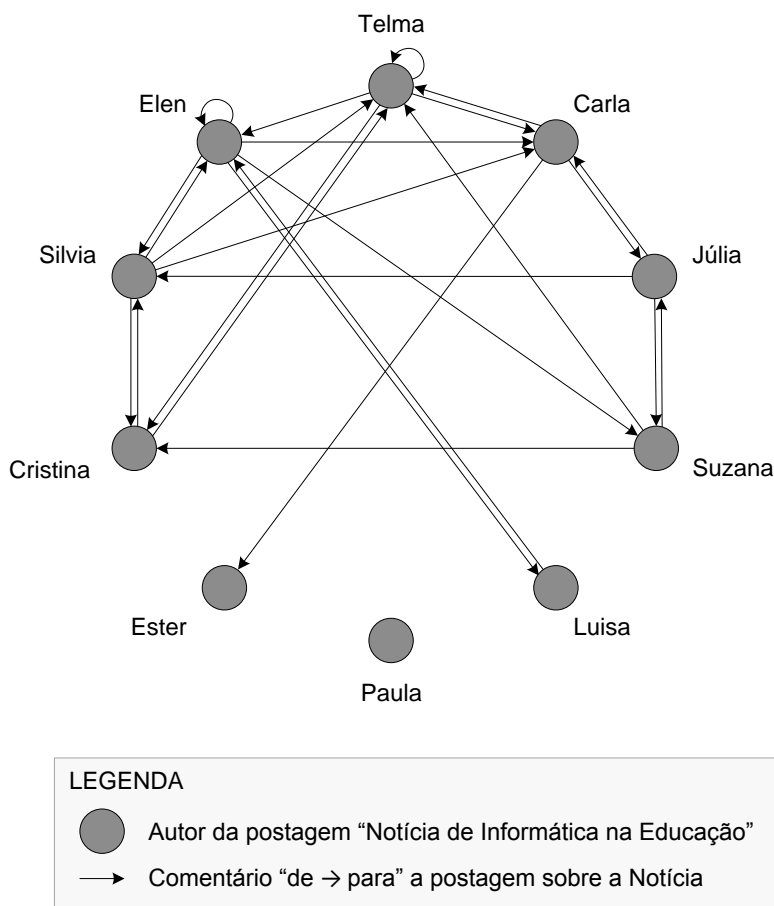 Telma
Elen
Carla
Silvia
Júlia
Cristina
Suzana
Ester
Luisa
Paula
LEGENDA
Autor da postagem “Notícia de Informática na Educação”
Comentário “de → para” a postagem sobre a Notícia